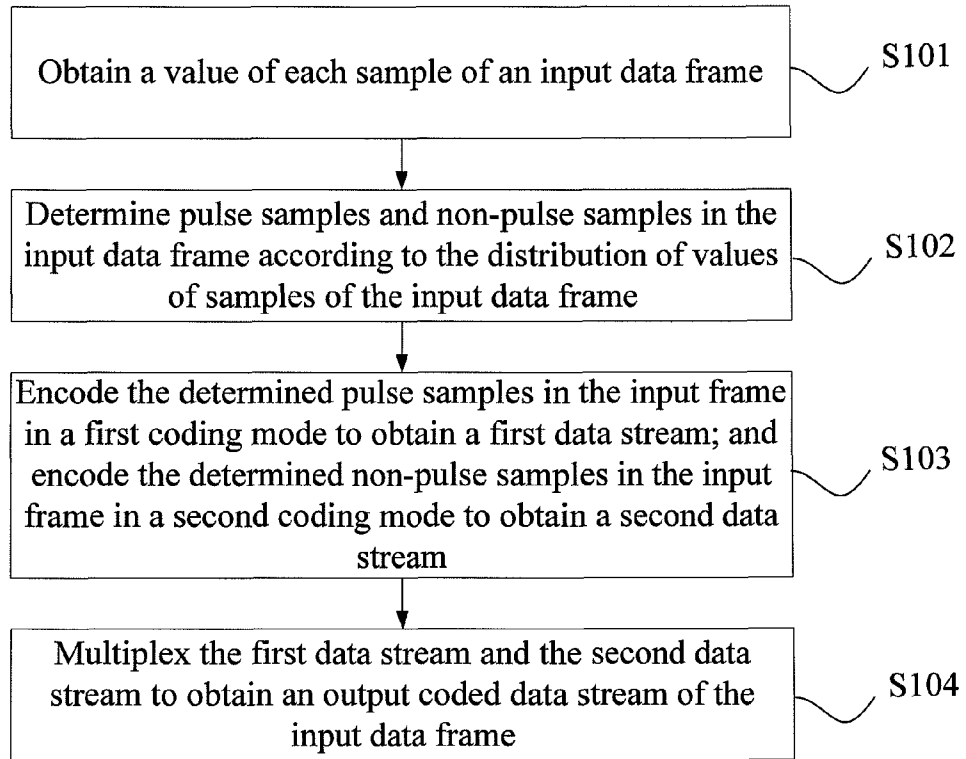 Obtain a value of each sample of an input data frame
S101
Determine pulse samples and non-pulse samples in the
input data frame according to the distribution of values
of samples of the input data frame
S102
Encode the determined pulse samples in the input frame
in a first coding mode to obtain a first data stream; and
encode the determined non-pulse samples in the input
frame in a second coding mode to obtain a second data
stream
S103
Multiplex the first data stream and the second data
stream to obtain an output coded data stream of the
input data frame
S104